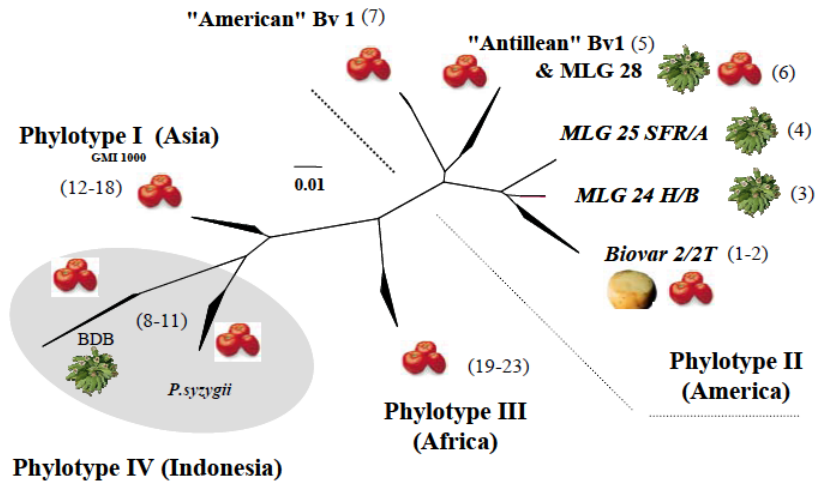 "American" Bv 1 (7)
"Antillean" Bv1 (5)
& MLG 28
(6)
MLG 25 SFR/A (4)
MLG 24 H/B (3)
Biovar 2/2T (1-2)
Phylotype I (Asia)
GMI 1000
(12-18)
0.01
(8-11)
BDB
P.syzygii
(19-23)
Phylotype II
(America)
Phylotype III
(Africa)
Phylotype IV (Indonesia)